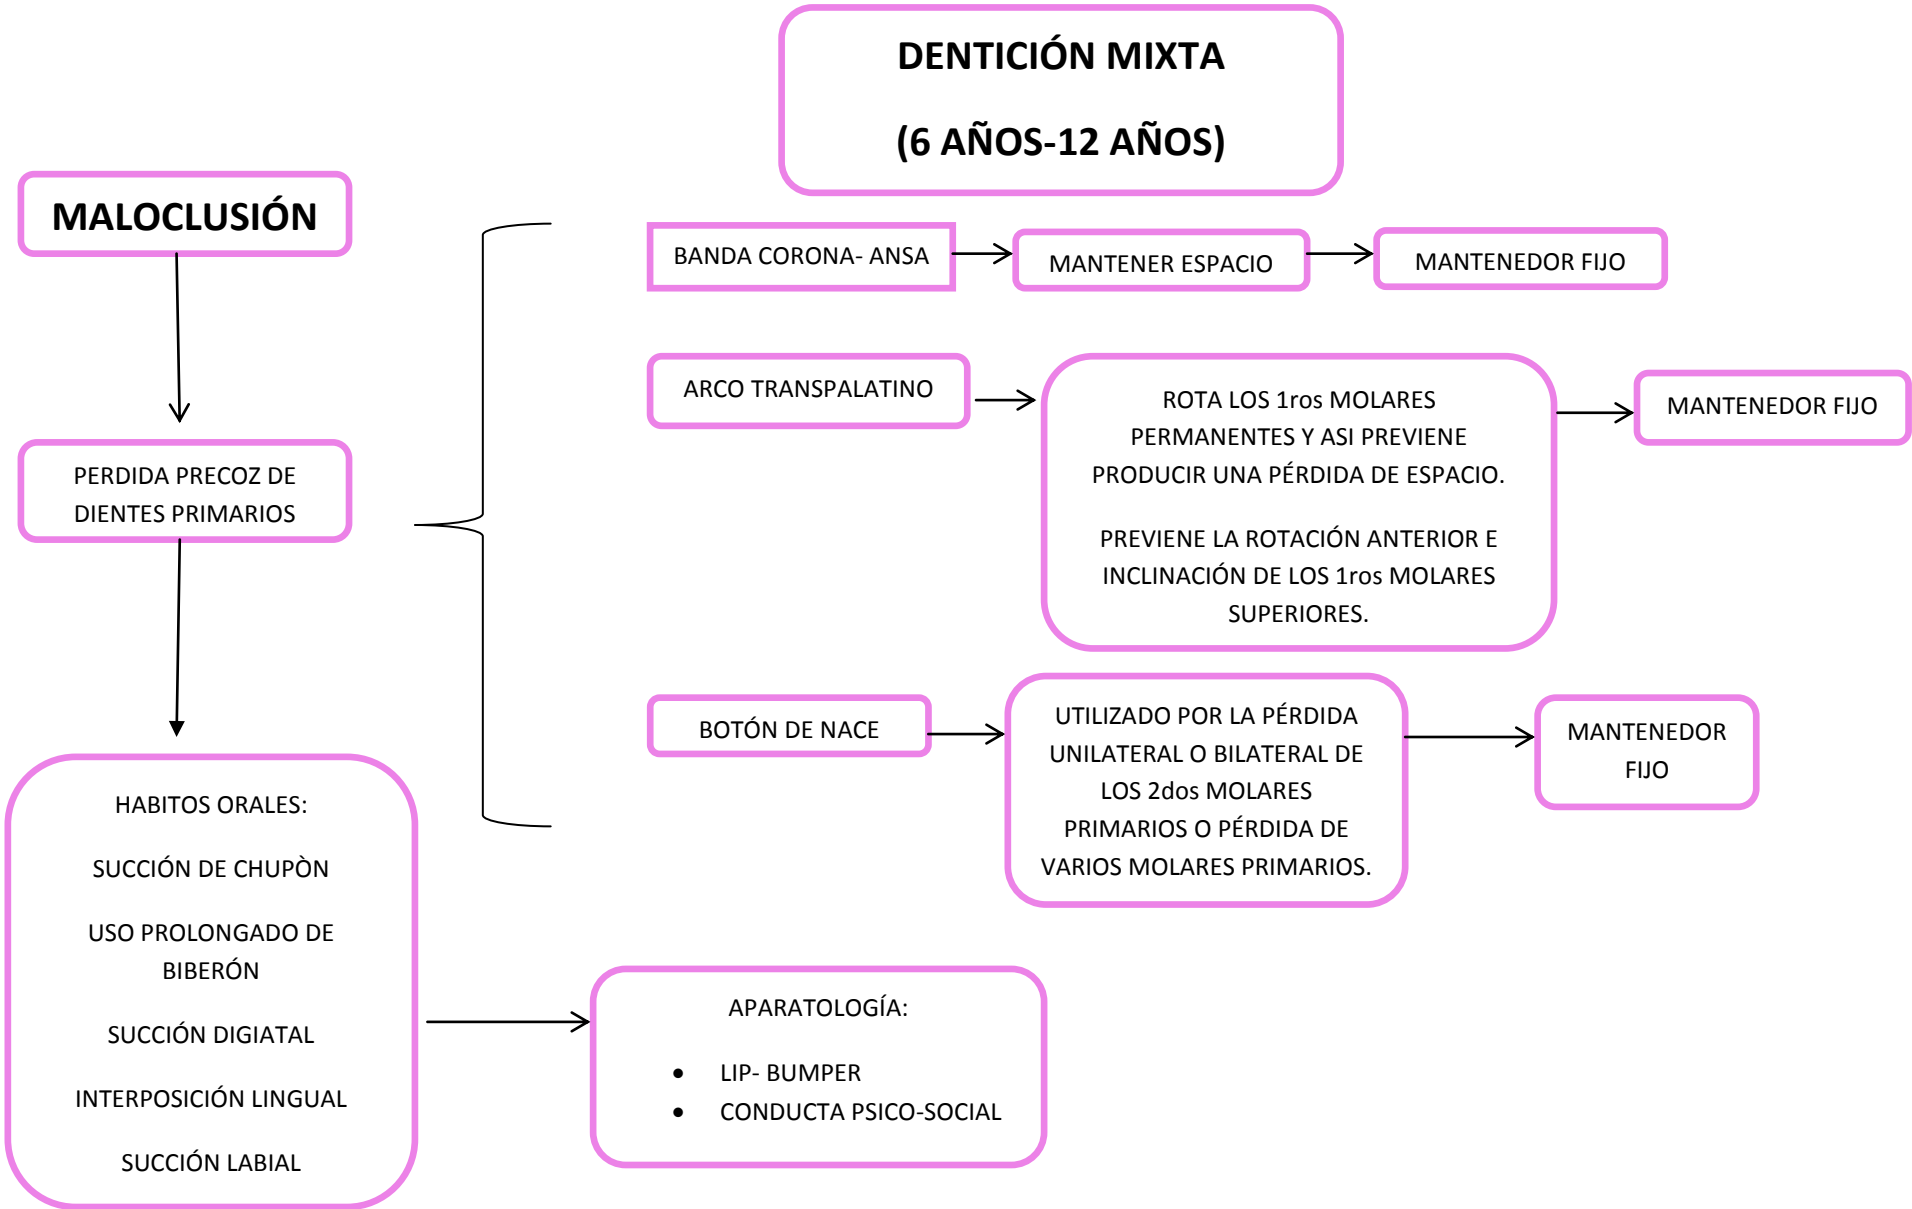 DENTICIÓN MIXTA
(6 AÑOS-12 AÑOS)
MALOCLUSIÓN
PERDIDA PRECOZ DE
DIENTES PRIMARIOS
HABITOS ORALES:
SUCCIÓN DE CHUPÒN
USO PROLONGADO DE
BIBERÓN
SUCCIÓN DIGIATAL
INTERPOSICIÓN LINGUAL
SUCCIÓN LABIAL
BANDA CORONA- ANSA
MANTENER ESPACIO
MANTENEDOR FIJO
ARCO TRANSPALATINO
ROTA LOS 1ros MOLARES
PERMANENTES Y ASI PREVIENE
PRODUCIR UNA PÉRDIDA DE ESPACIO.
PREVIENE LA ROTACIÓN ANTERIOR E
INCLINACIÓN DE LOS 1ros MOLARES
SUPERIORES.
MANTENEDOR FIJO
BOTÓN DE NACE
UTILIZADO POR LA PÉRDIDA
UNILATERAL O BILATERAL DE
LOS 2dos MOLARES
PRIMARIOS O PÉRDIDA DE
VARIOS MOLARES PRIMARIOS.
MANTENEDOR
FIJO
APARATOLOGÍA:
• LIP- BUMPER
• CONDUCTA PSICO-SOCIAL